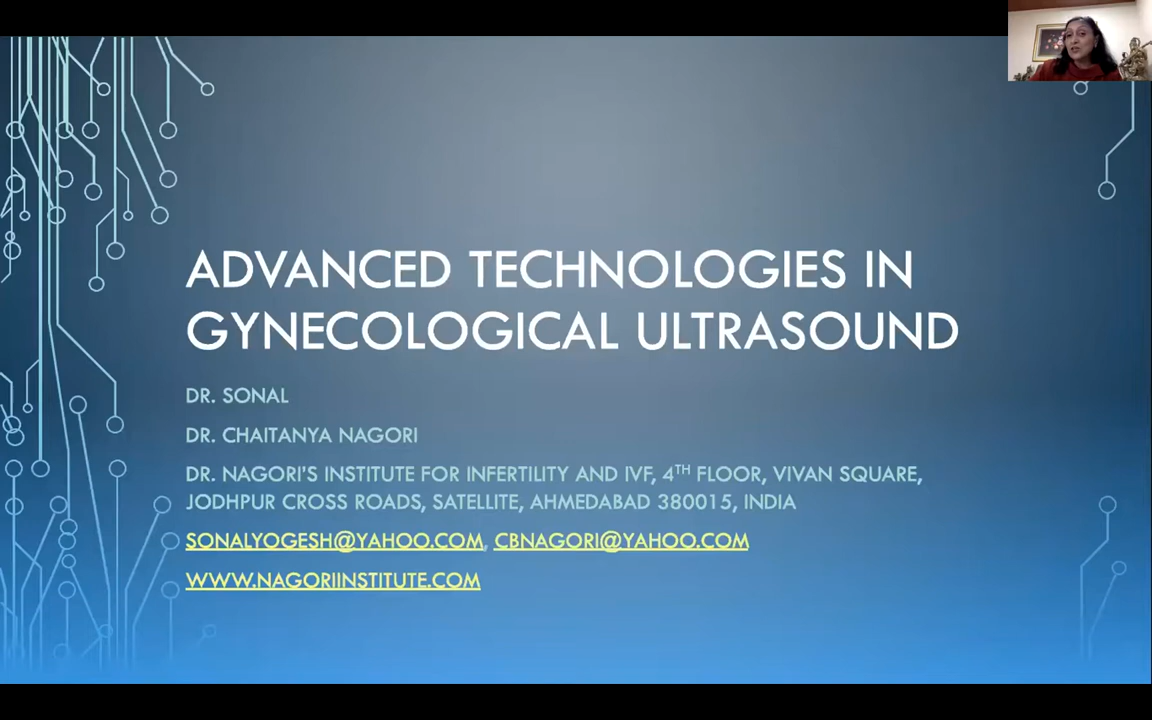 ADVANCED TECHNOLOGIES IN
GYNECOLOGICAL ULTRASOUND
DR. SONAL
DR. CHAITANYA NAGORI
DR. NAGORI'S INSTITUTE FOR INFERTILITY AND IVF, 4TH FLOOR, VIVAN SQUARE,
JODHPUR CROSS ROADS, SATELLITE, AHMEDABAD 380015, INDIA
SONALYOGESH@YAHOO.COM, CBNAGORI@YAHOO.COM
WWW.NAGORIINSTITUTE.COM